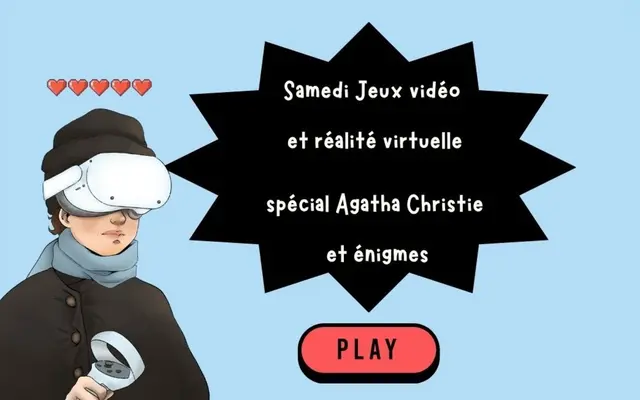 Samedi Jeux vidéo
et réalité virtuelle
spécial Agatha Christie
et énigmes
PLAY